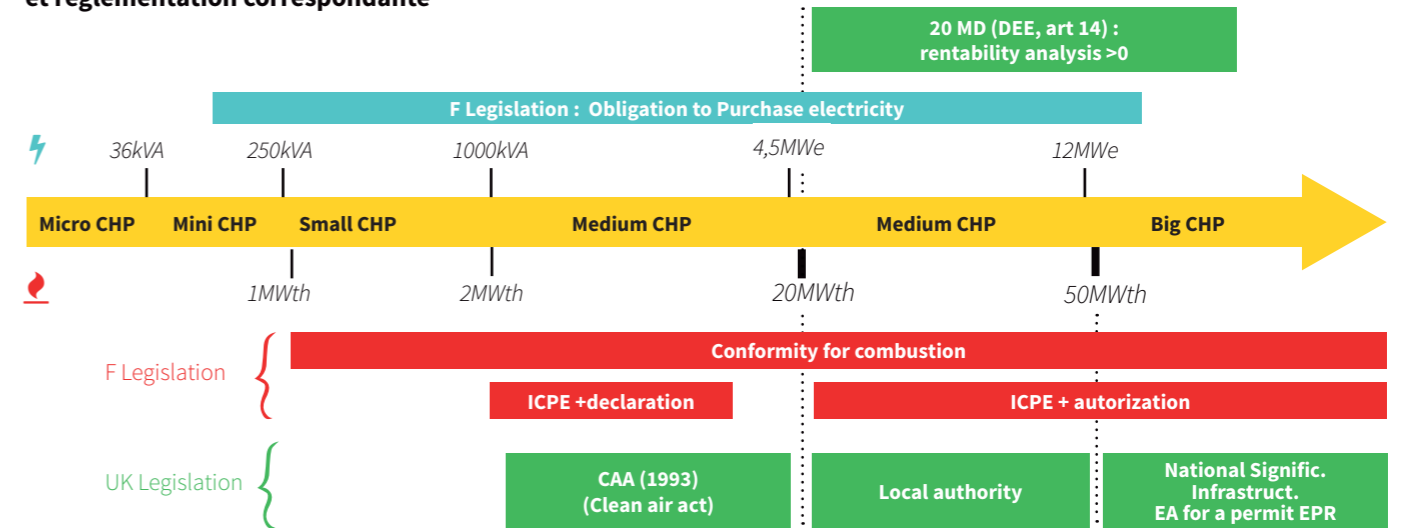 et réglementation correspondante
20 MD (DEE, art 14) :
rentability analysis >0
F Legislation : Obligation to Purchase electricity
36kVA
250kVA
1000kVA
4,5MWe
12MWe
Micro CHP
Mini CHP
Small CHP
Medium CHP
Medium CHP
Big CHP
1MWth
2MWth
20MWth
50MWth
F Legislation
Conformity for combustion
ICPE +declaration
ICPE + autorization
UK Legislation
CAA (1993)
(Clean air act)
Local authority
National Signific.
Infrastruct.
EA for a permit EPR